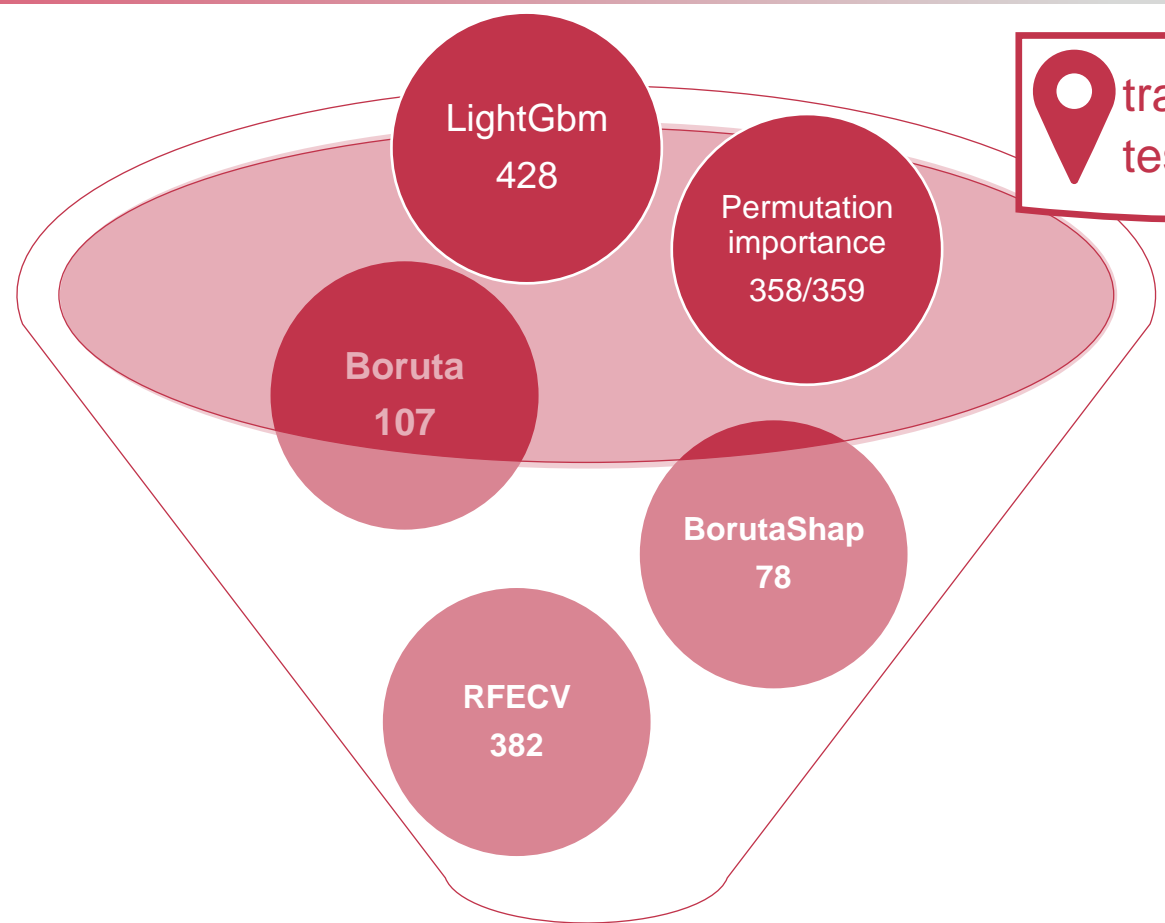 LightGbm
428
Permutation
importance
358/359
Boruta
107
BorutaShap
78
RFECV
382